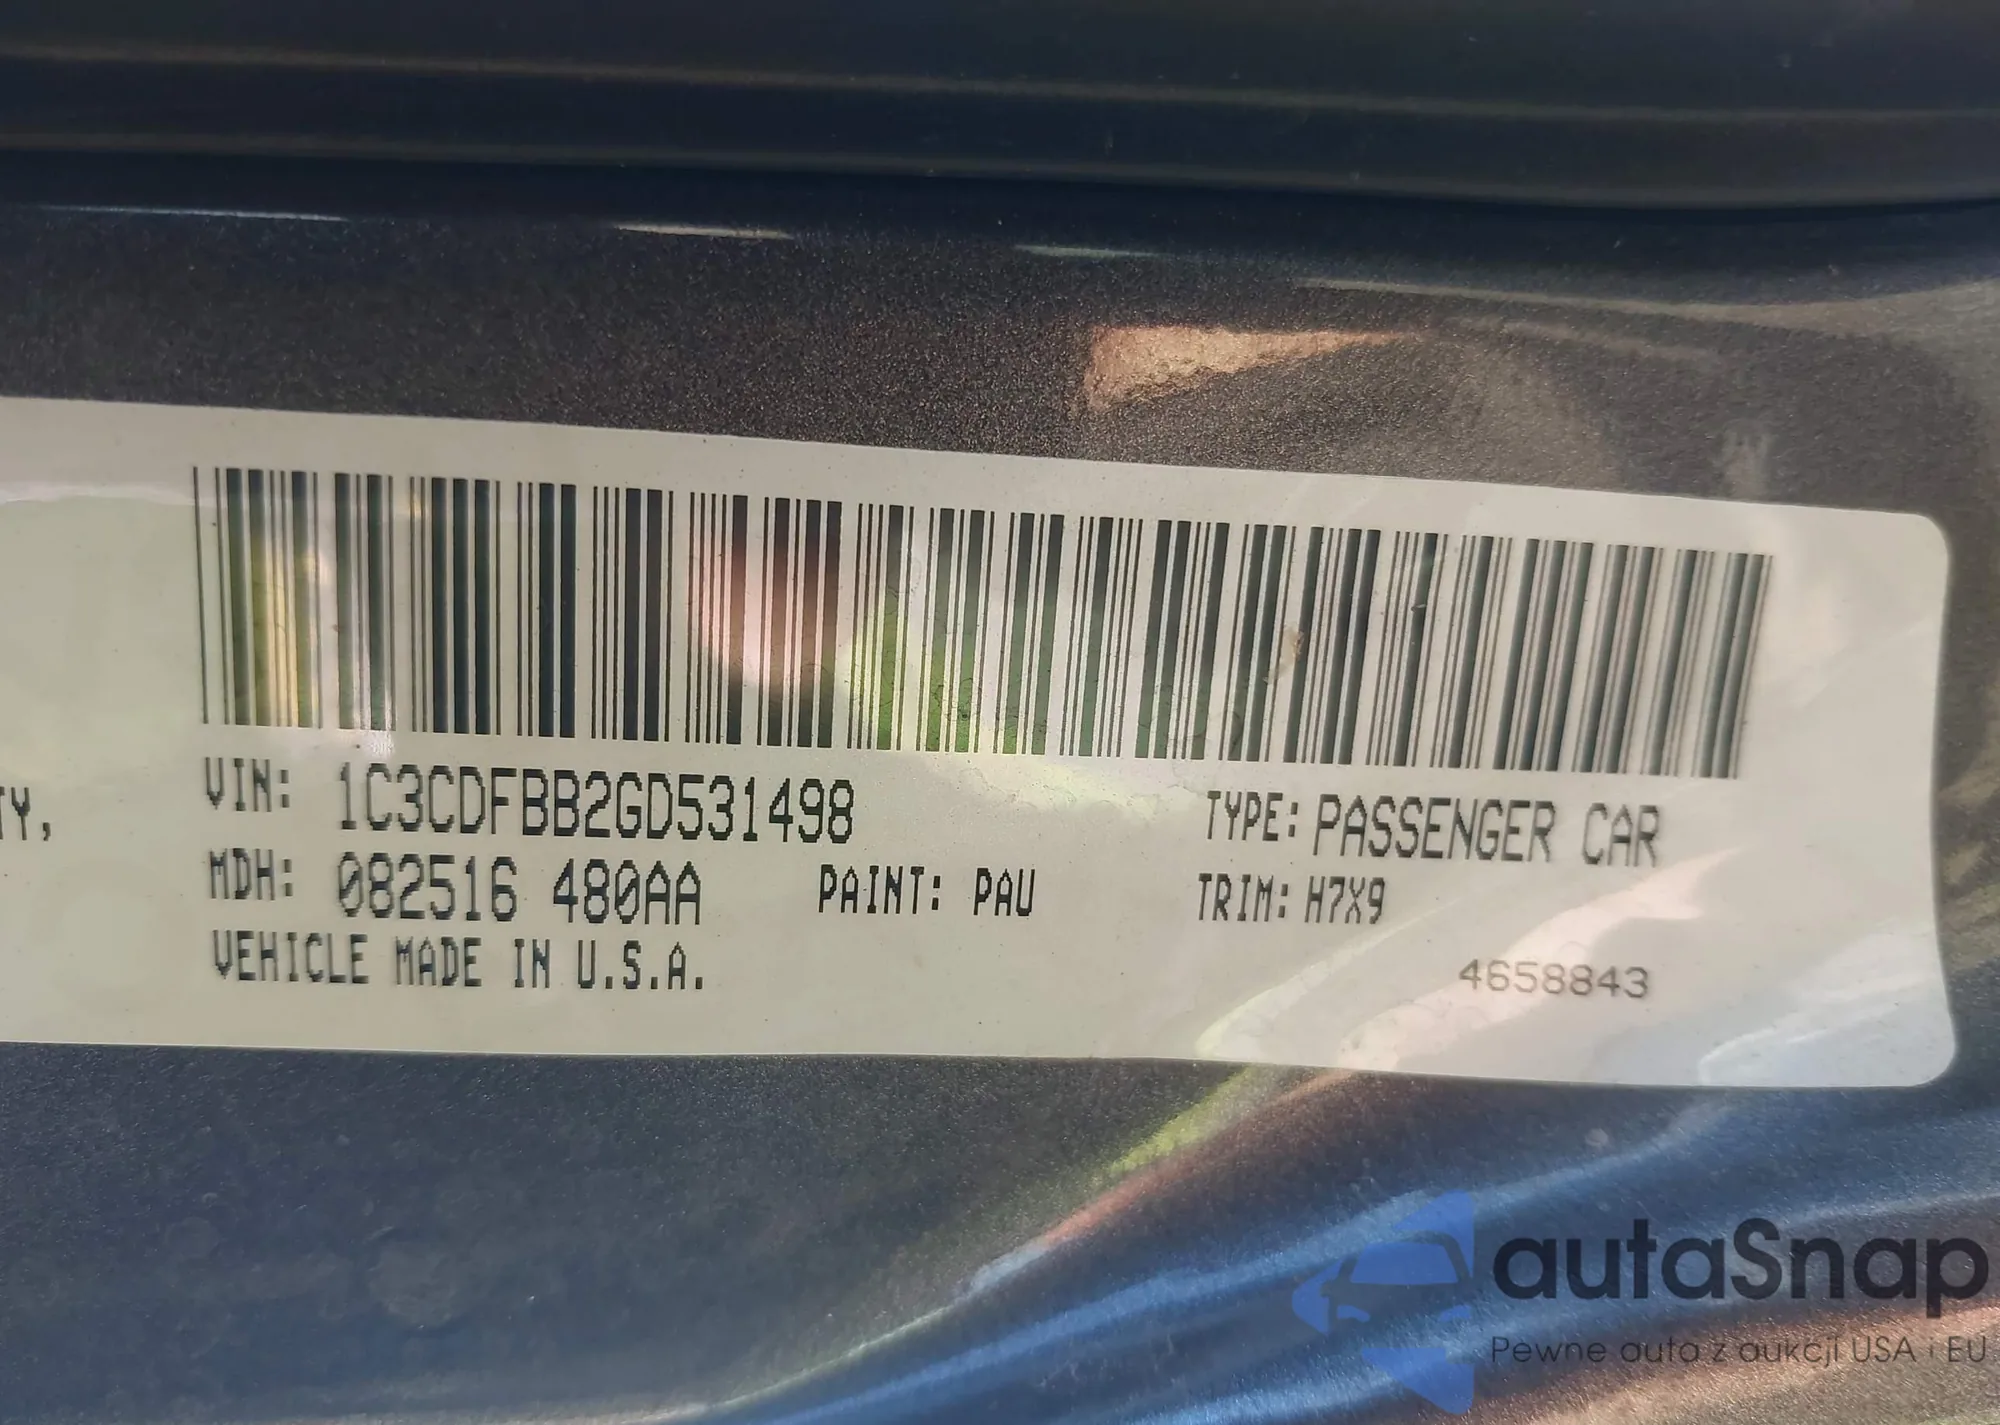 TY,
VIN: 1C3CDFBB2GD531498
TYPE: PASSENGER CAR
MDH: 082516 480AA
PAINT: PAU
TRIM: H7X9
VEHICLE MADE IN U.S.A.
4658843
autaSnap
Pewne auta z aukcji USA i EU